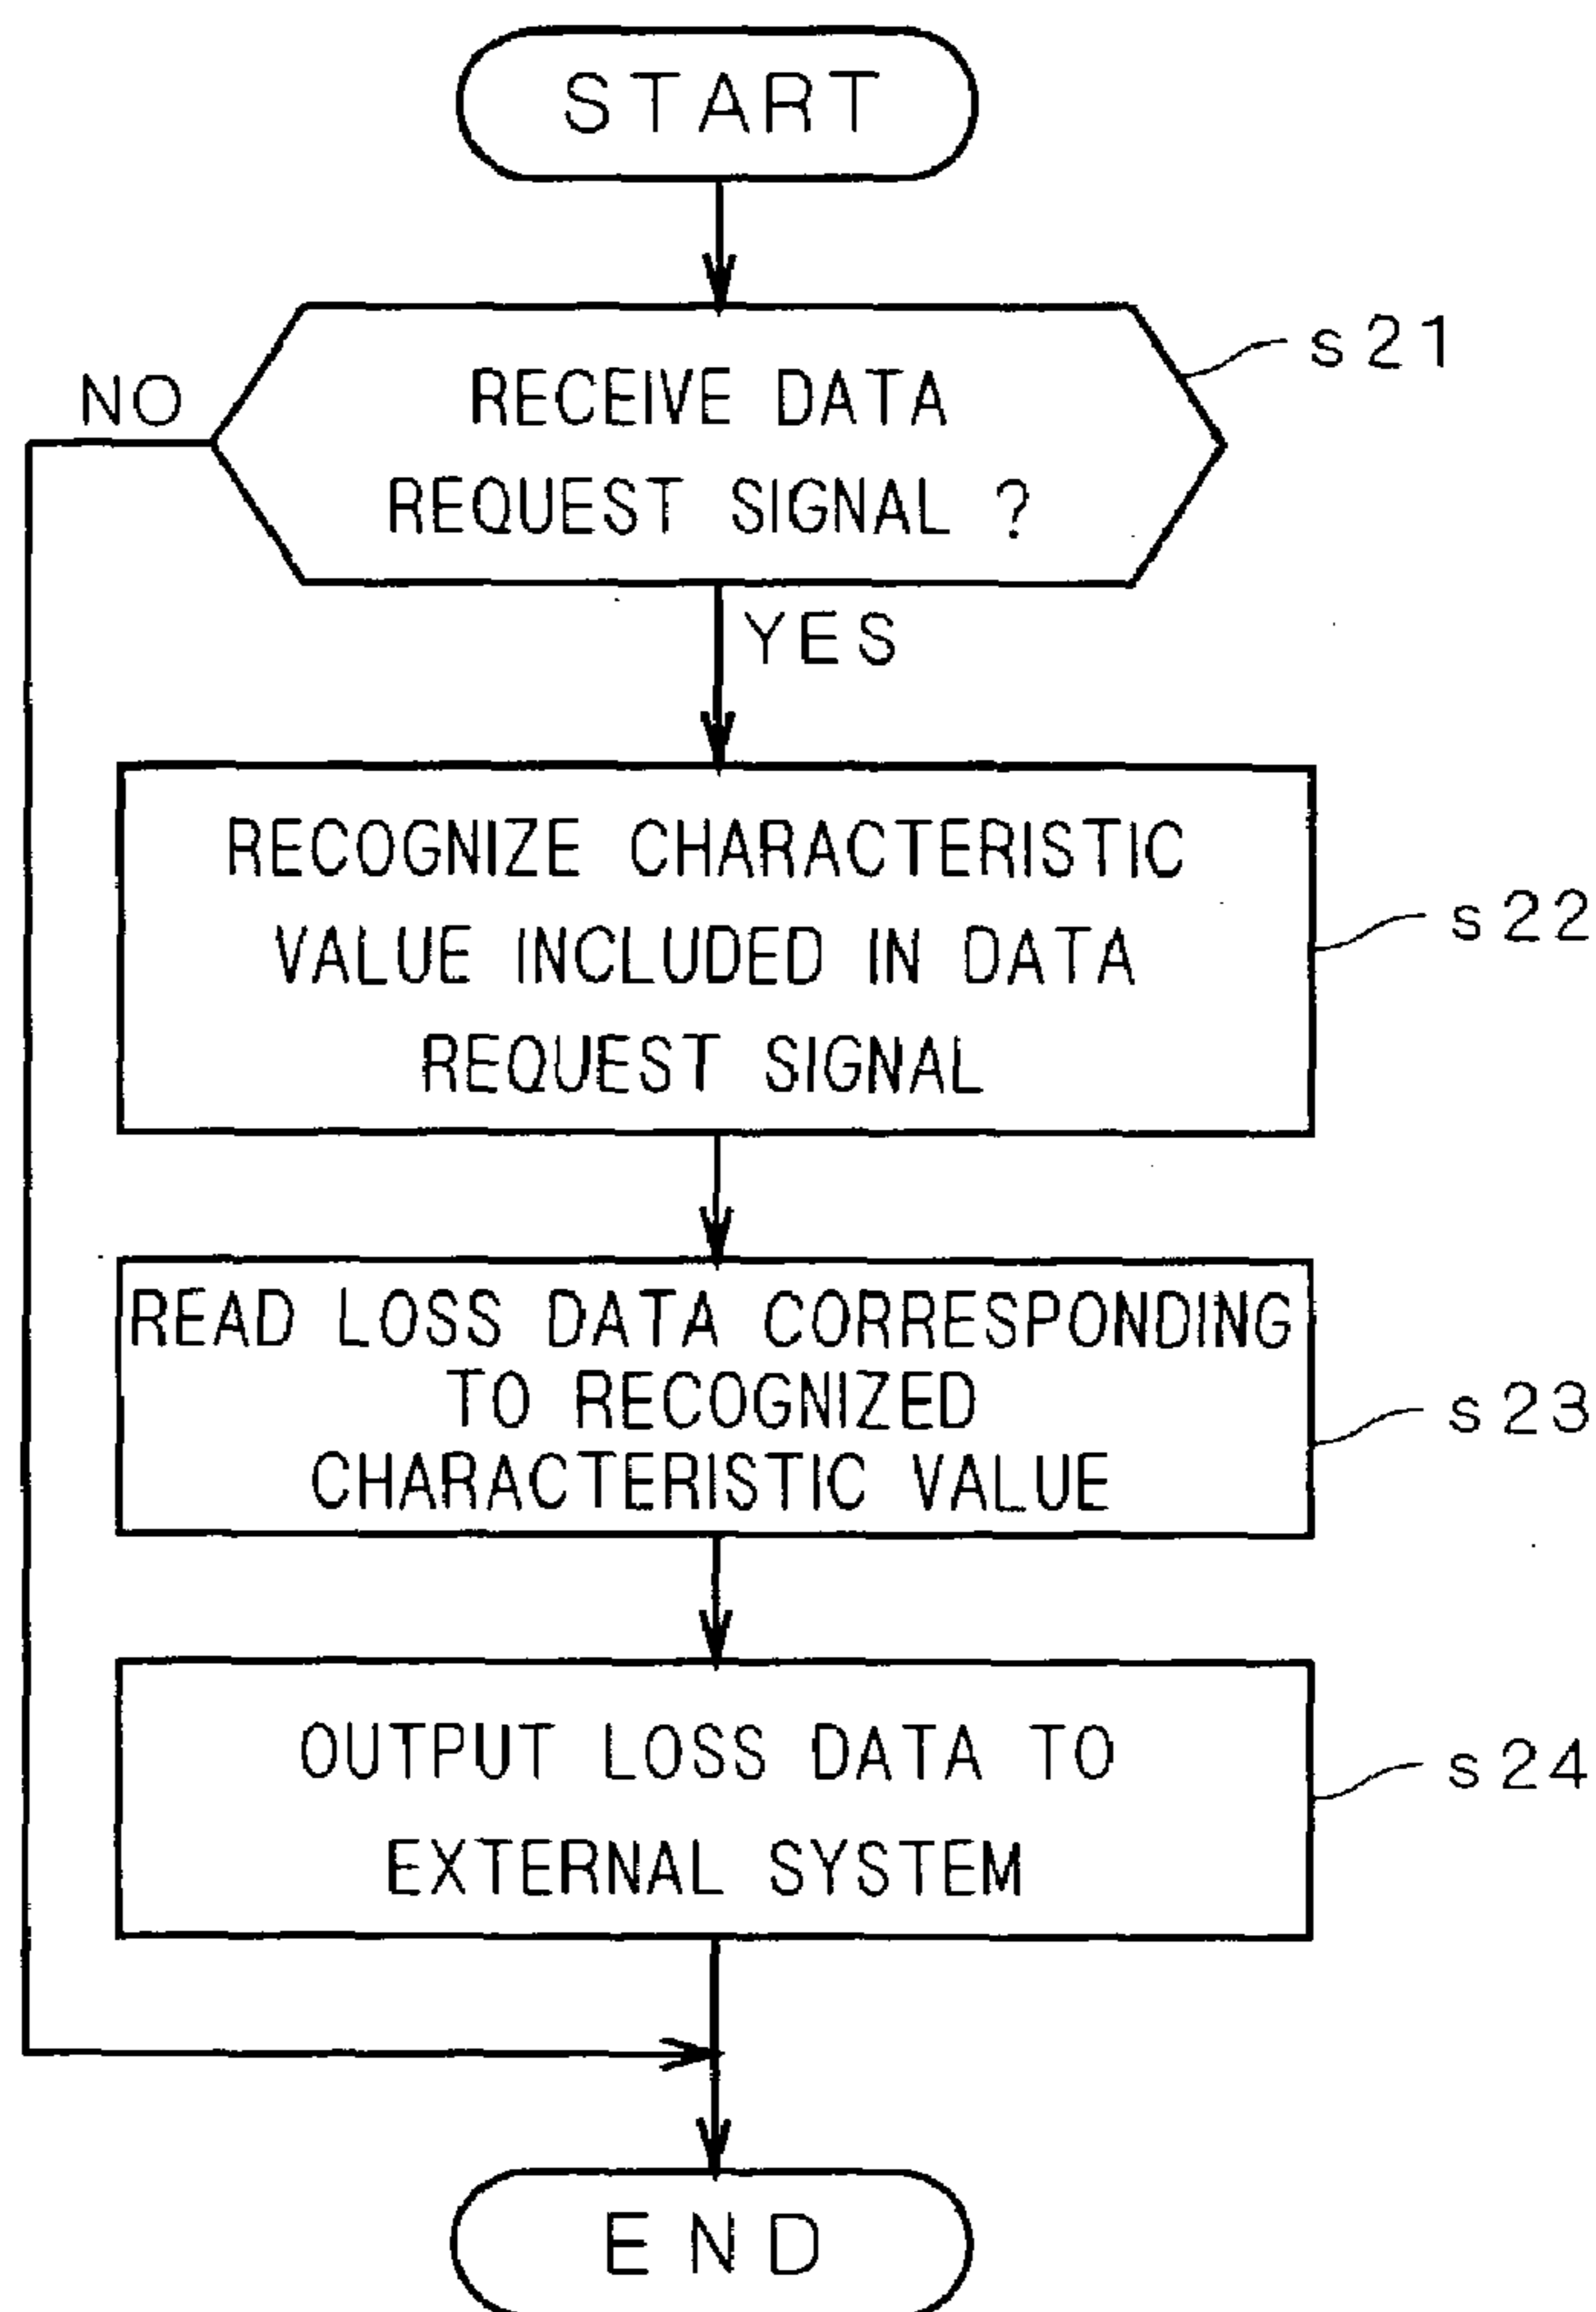 START
RECEIVE DATA
REQUEST SIGNAL ?
s21
NO
YES
RECOGNIZE CHARACTERISTIC
VALUE INCLUDED IN DATA
REQUEST SIGNAL
s22
READ LOSS DATA CORRESPONDING
TO RECOGNIZED
CHARACTERISTIC VALUE
s23
OUTPUT LOSS DATA TO
EXTERNAL SYSTEM
s24
END